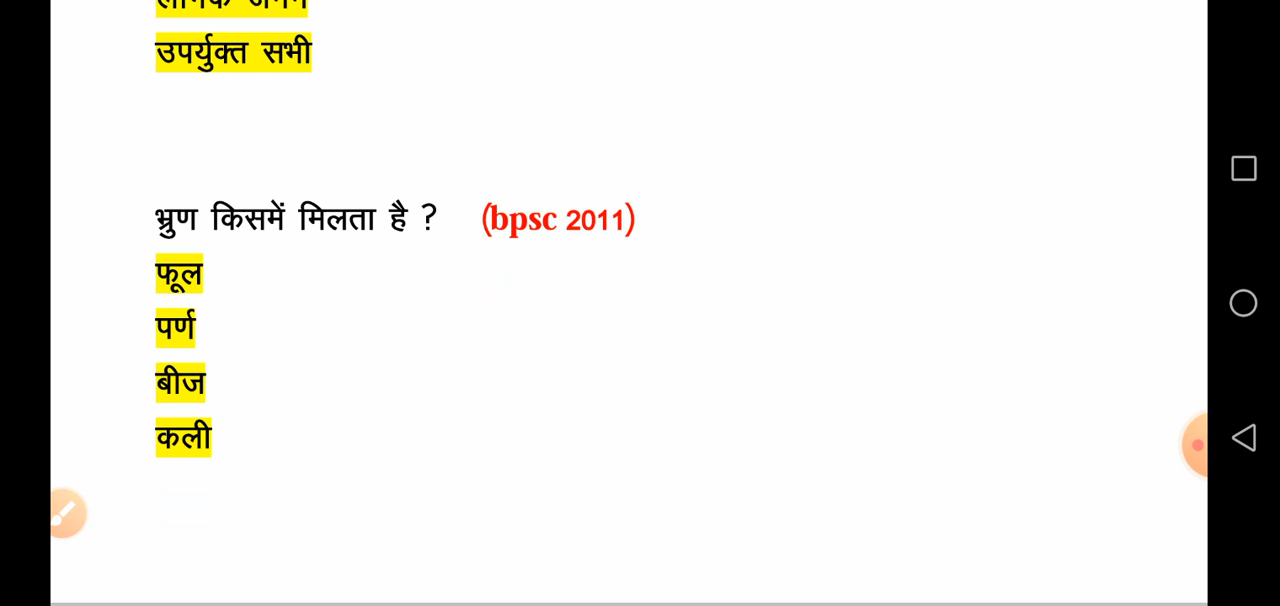 उपर्युक्त सभी
भ्रुण किसमें मिलता है ? (bpsc 2011)
फूल
पर्ण
बीज
कली